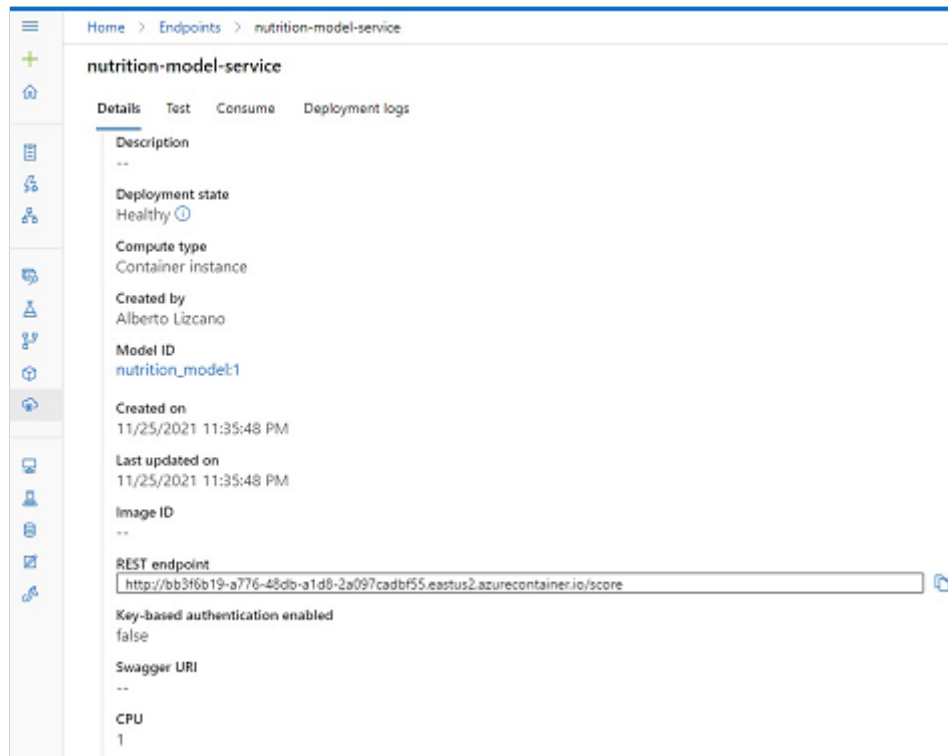 Home > Endpoints > nutrition-model-service
nutrition-model-service
Details Test Consume Deployment logs
Description
--
Deployment state
Healthy
Compute type
Container instance
Created by
Alberto Lizcano
Model ID
nutrition_model:1
Created on
11/25/2021 11:35:48 PM
Last updated on
11/25/2021 11:35:48 PM
Image ID
--
REST endpoint
http://bb3f6b19-a776-48db-a1d8-2a097cadbf55.eastus2.azurecontainer.io/score
Key-based authentication enabled
false
Swagger URI
--
CPU
1